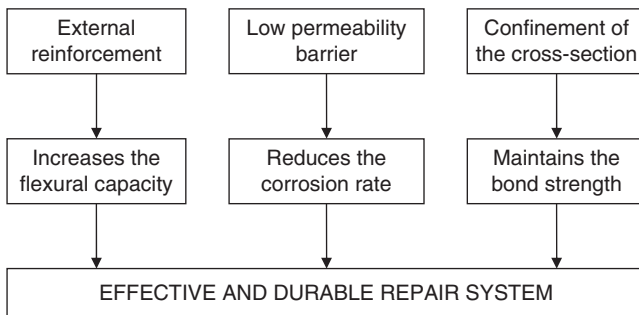 External
reinforcement
Low permeability
barrier
Confinement of
the cross-section
Increases the
flexural capacity
Reduces the
corrosion rate
Maintains the
bond strength
EFFECTIVE AND DURABLE REPAIR SYSTEM